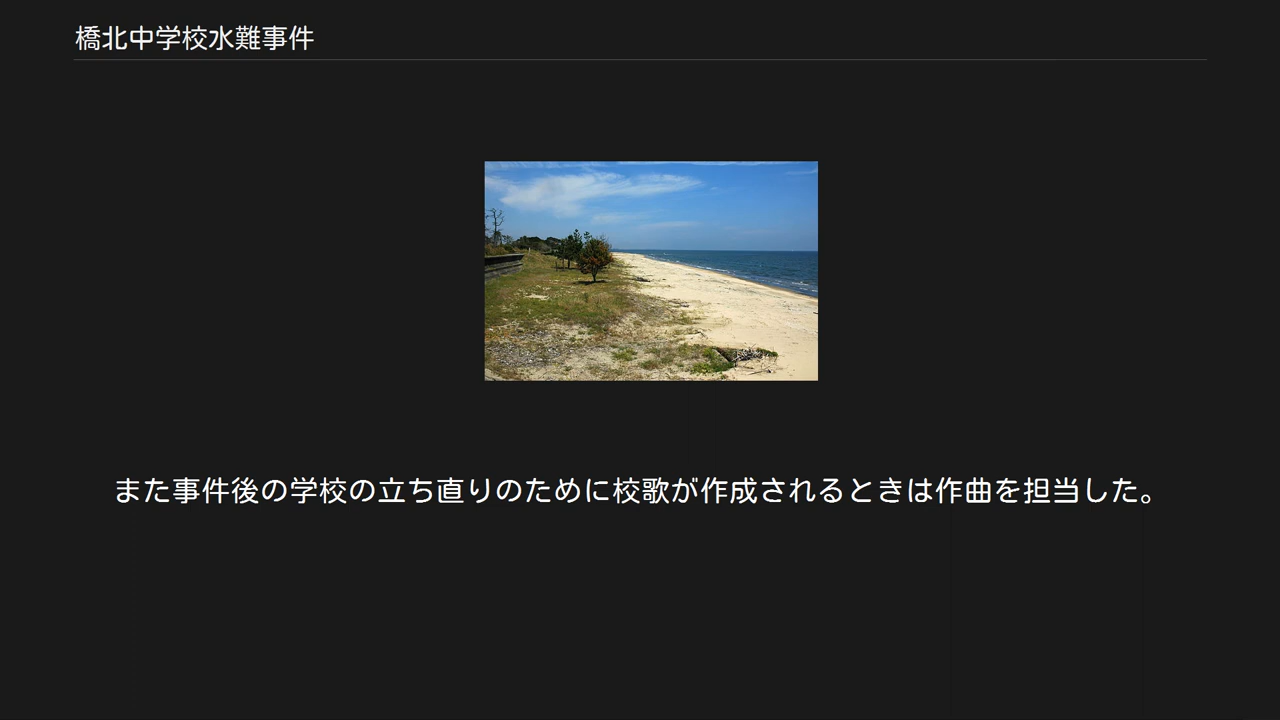 橋北中学校水難事件
また事件後の学校の立ち直りのために校歌が作成されるときは作曲を担当した。